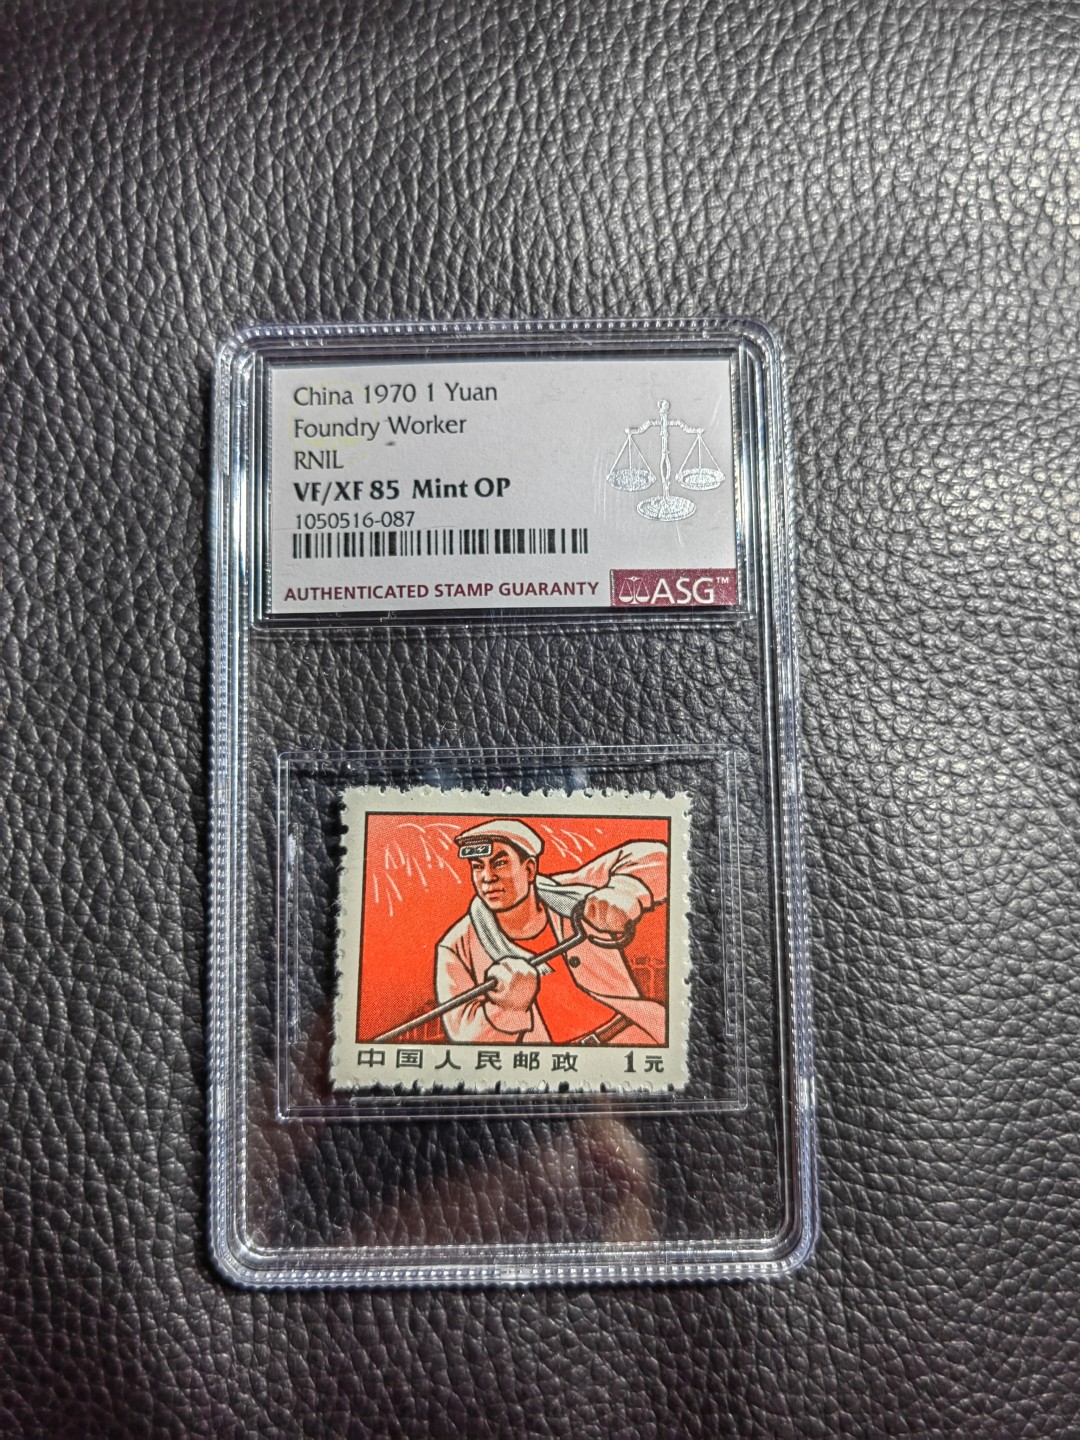 China 1970 1 Yuan
Foundry Worker
RNIL
VF/XF 85 Mint OP
1050516-087
AUTHENTICATED STAMP GUARANTY
ASG™
中国人民邮政 1元